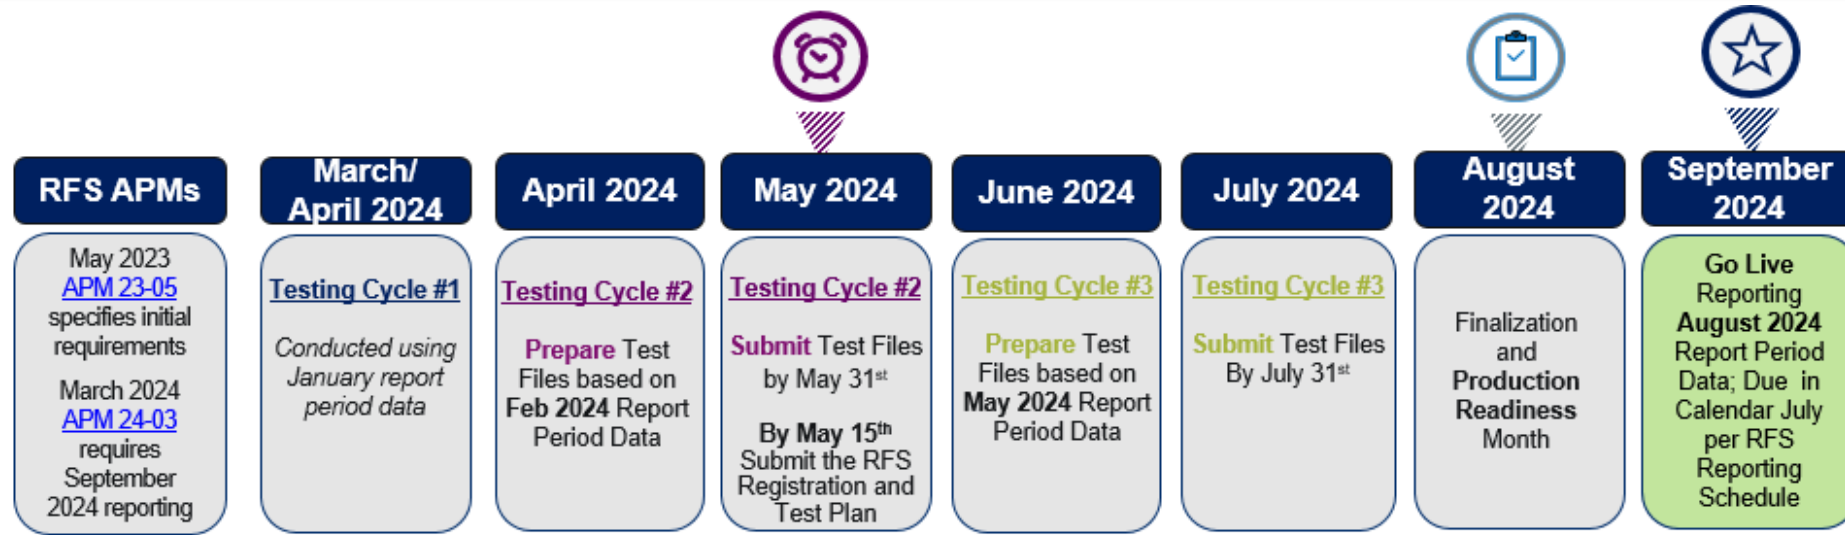 RFS APMs
May 2023
APM 23-05
specifies initial
requirements
March 2024
APM 24-03
requires
September
2024 reporting
March/
April 2024
Testing Cycle #1
Conducted using
January report
period data
April 2024
Testing Cycle #2
Prepare Test
Files based on
Feb 2024 Report
Period Data
May 2024
Testing Cycle #2
Submit Test Files
by May 31st
By May 15th
Submit the RFS
Registration and
Test Plan
June 2024
Testing Cycle #3
Prepare Test
Files based on
May 2024 Report
Period Data
July 2024
Testing Cycle #3
Submit Test Files
By July 31st
August
2024
Finalization
and
Production
Readiness
Month
September
2024
Go Live
Reporting
August 2024
Report Period
Data; Due in
Calendar July
per RFS
Reporting
Schedule